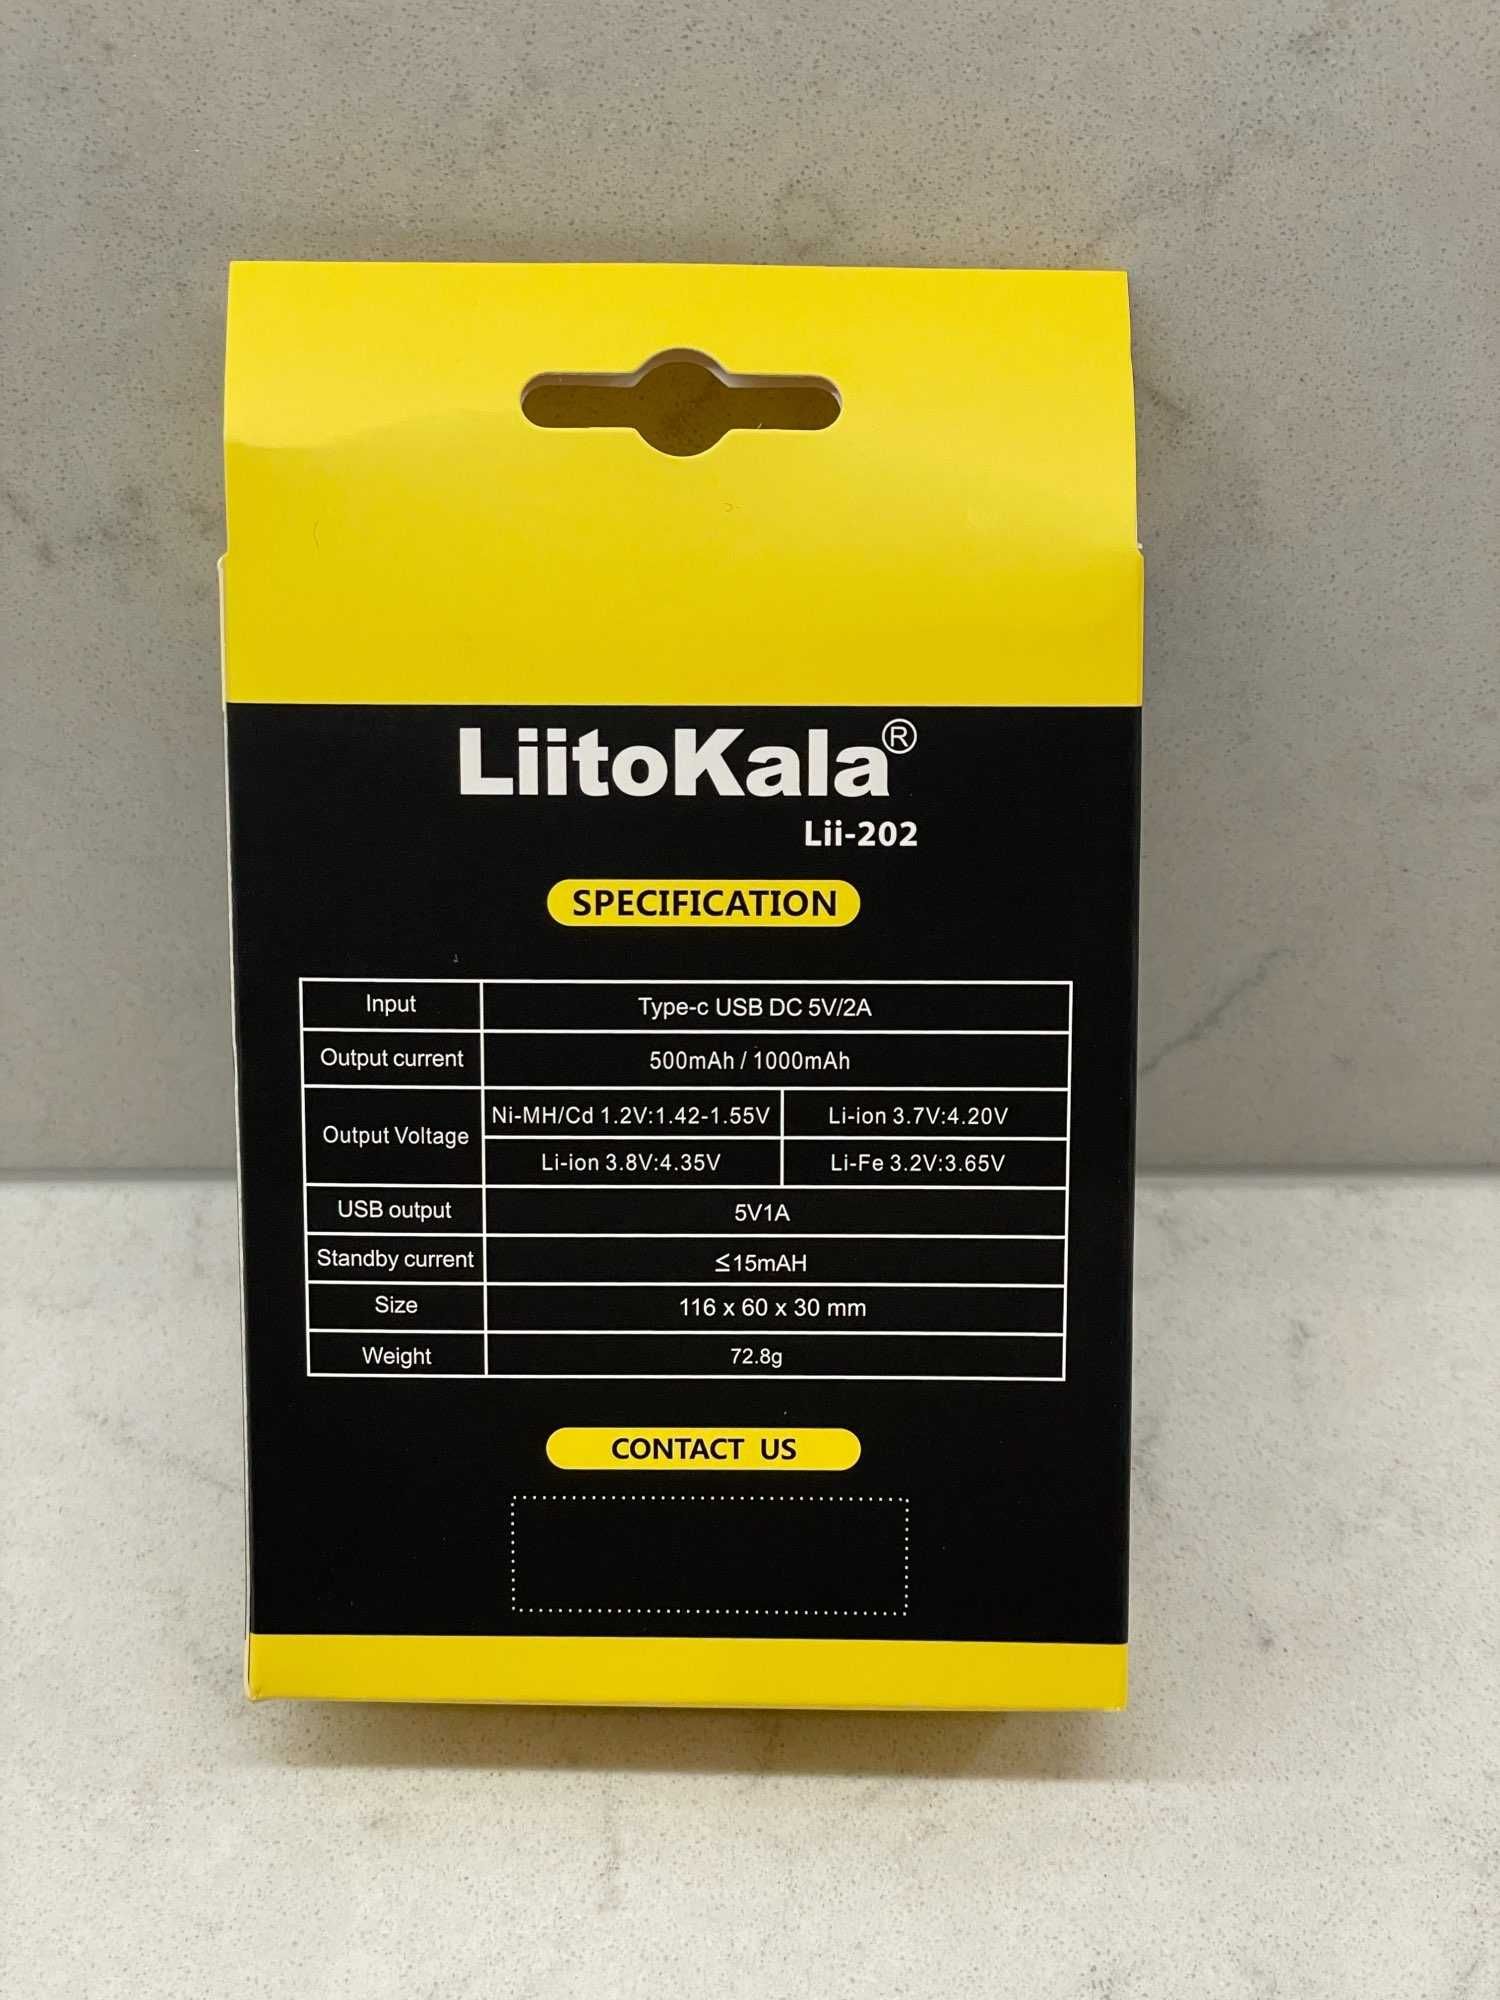 LiitoKala®
Lii-202
SPECIFICATION
Input Type-c USB DC 5V/2A
Output current 500mAh / 1000mAh
Output Voltage Ni-MH/Cd 1.2V:1.42-1.55V Li-ion 3.7V:4.20V
Li-ion 3.8V:4.35V Li-Fe 3.2V:3.65V
USB output 5V1A
Standby current ≤15mAH
Size 116 x 60 x 30 mm
Weight 72.8g
CONTACT US